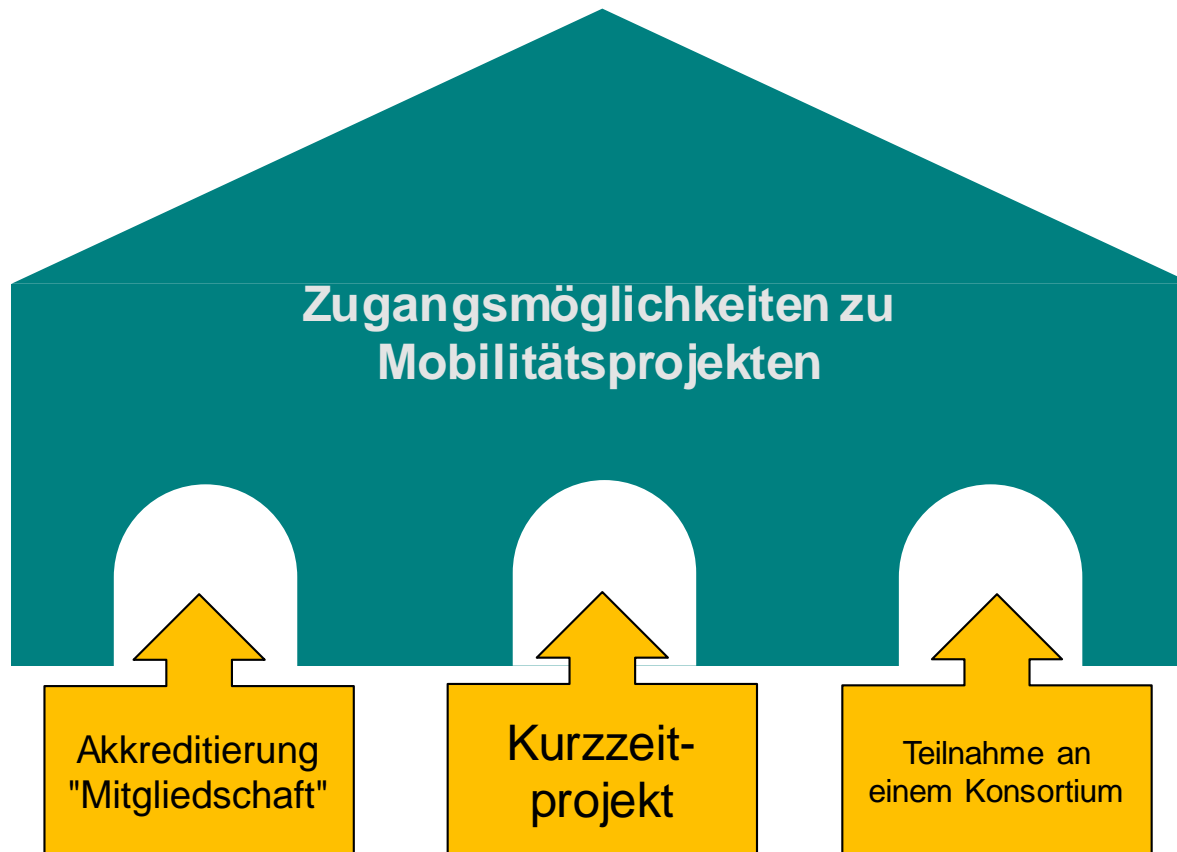 Zugangsmöglichkeiten zu
Mobilitätsprojekten
Akkreditierung
"Mitgliedschaft"
Kurzzeit-
projekt
Teilnahme an
einem Konsortium